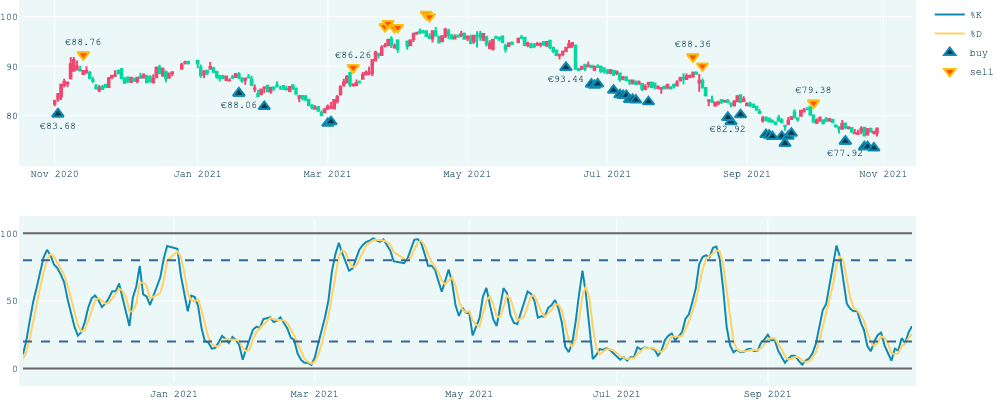 100
90
80
€88.76
€83.68
€88.06
€86.26
€93.44
€88.36
€82.92
€79.38
€77.92
Nov 2020 Jan 2021 Mar 2021 May 2021 Jul 2021 Sep 2021 Nov 2021
%K
%D
buy
sell
100
50
0
Jan 2021 Mar 2021 May 2021 Jul 2021 Sep 2021